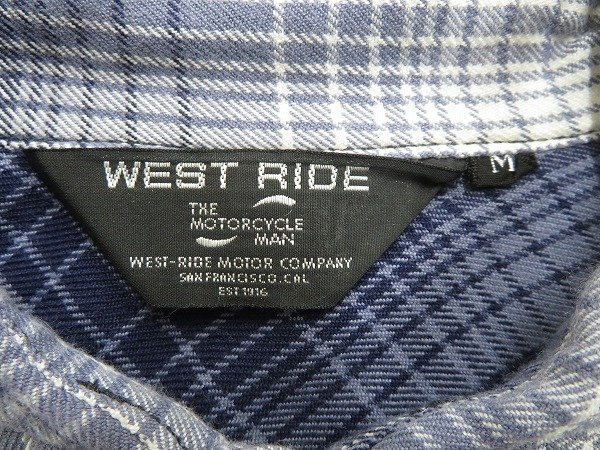 WEST RIDE
THE
MOTORCYCLE
MAN
WEST-RIDE MOTOR COMPANY
SAN FRANCISCO.CAL
EST 1916
M